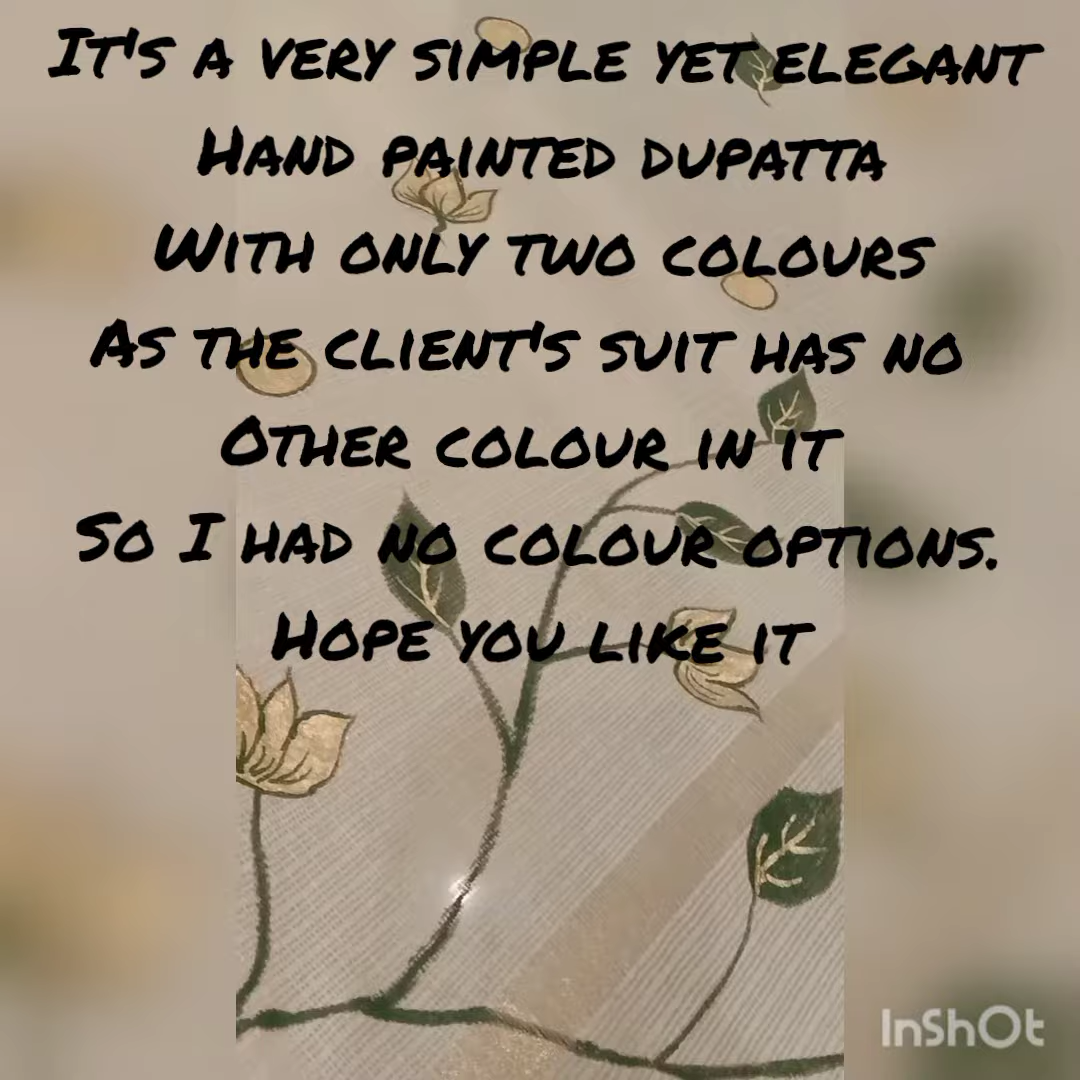 It's a very simple yet elegant
Hand painted dupatta
With only two colours
As the client's suit has no
Other colour in it
So I had no colour options.
Hope you like it
InShOt